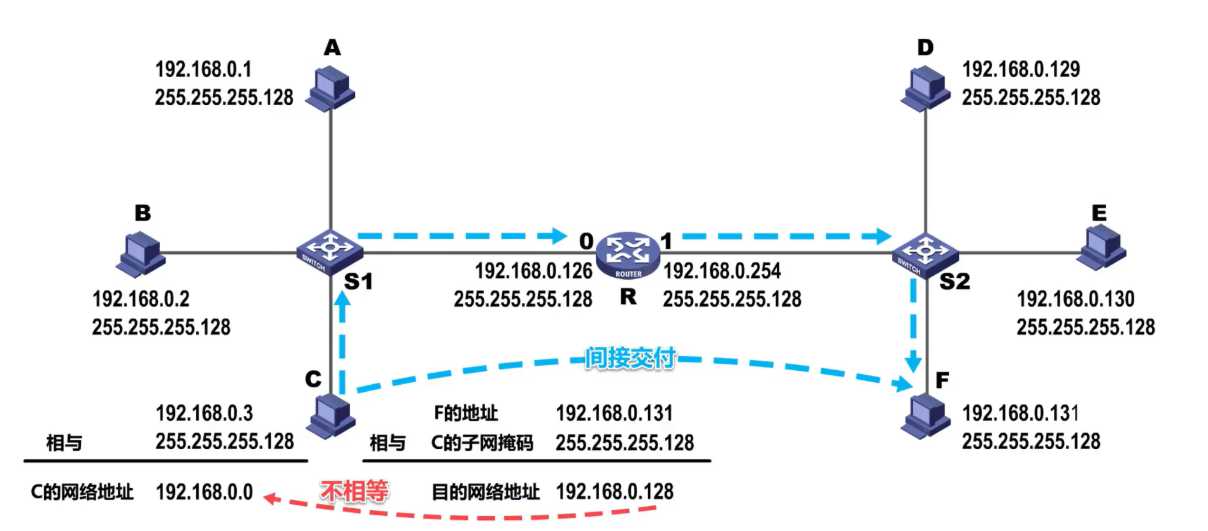 A
192.168.0.1
255.255.255.128
D
192.168.0.129
255.255.255.128
B
192.168.0.2
255.255.255.128
SWITCH
S1
0
1
192.168.0.126
255.255.255.128
ROUTER
R
192.168.0.254
255.255.255.128
SWITCH
S2
E
192.168.0.130
255.255.255.128
间接交付
C
192.168.0.3
相与 255.255.255.128
C的网络地址 192.168.0.0
F的地址 192.168.0.131
相与 C的子网掩码 255.255.255.128
不相等
目的网络地址 192.168.0.128
F
192.168.0.131
255.255.255.128